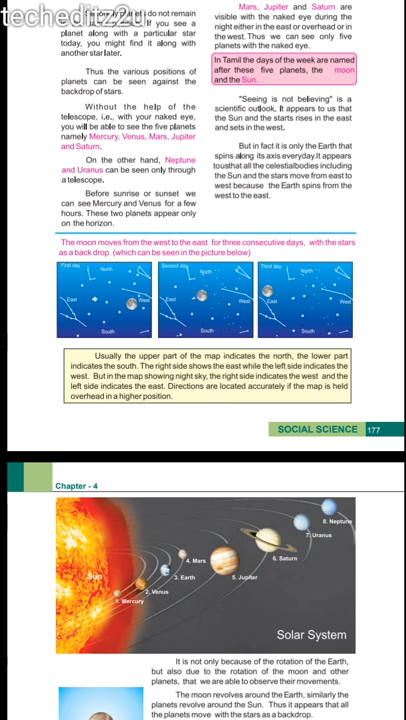 techeditz2u
do not remain
. If you see a
planet along with a particular star
today, you might find it along with
another star later.
Thus the various positions of
planets can be seen against the
backdrop of stars.
Without the help of the
telescope, i.e., with your naked eye,
you will be able to see the five planets
namely Mercury, Venus, Mars, Jupiter
and Saturn.
On the other hand, Neptune
and Uranus can be seen only through
a telescope.
Before sunrise or sunset we
can see Mercury and Venus for a few
hours. These two planets appear only
on the horizon.
Mars, Jupiter and Saturn are
visible with the naked eye during the
night either in the east or overhead or in
the west. Thus we can see only five
planets with the naked eye.
In Tamil the days of the week are named
after these five planets, the moon
and the Sun.
"Seeing is not believing" is a
scientific outlook. It appears to us that
the Sun and the starts rises in the east
and sets in the west.
But in fact it is only the Earth that
spins along its axis everyday. It appears
to us that all the celestial bodies including
the Sun and the stars move from east to
west because the Earth spins from the
west to the east.
The moon moves from the west to the east for three consecutive days, with the stars
as a back drop. (which can be seen in the picture below)
First day
North
East
West
South
Second day
North
East
West
South
Third day
North
East
West
South
Usually the upper part of the map indicates the north, the lower part
indicates the south. The right side shows the east while the left side indicates the
west. But in the map showing night sky, the right side indicates the west and the
left side indicates the east. Directions are located accurately if the map is held
overhead in a higher position.
SOCIAL SCIENCE 177
Chapter - 4
8. Neptune
7. Uranus
6. Saturn
5. Jupiter
4. Mars
3. Earth
2. Venus
1. Mercury
Sun
Solar System
It is not only because of the rotation of the Earth,
but also due to the rotation of the moon and other
planets, that we are able to observe their movements.
The moon revolves around the Earth, similarly the
planets revolve around the Sun. Thus it appears that all
the planets move with the stars as a backdrop.